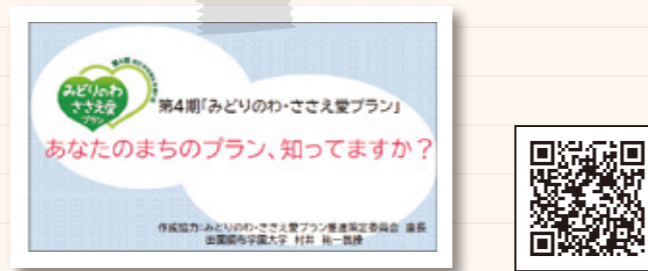 みどりのわ
ささえ愛
プラン
第4期「みどりのわ・ささえ愛プラン」
あなたのまちのプラン、知ってますか?
作成協力:みどりのわ・ささえ愛プラン推進策定委員会 座長
田園調布学園大学 村井 祐一教授